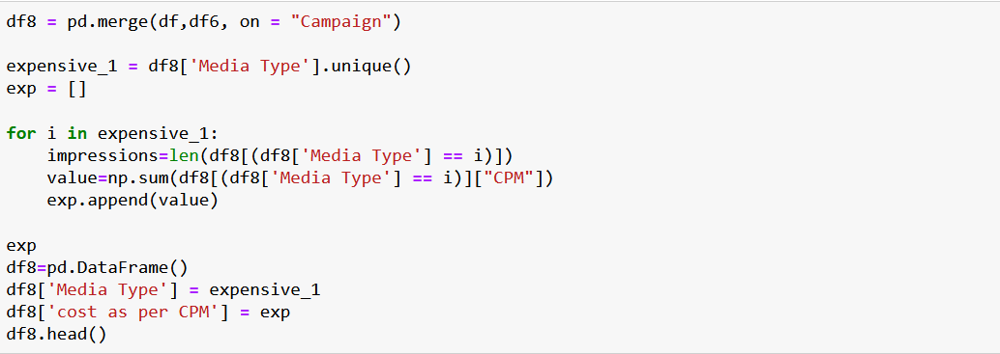 df8 = pd.merge(df,df6, on = "Campaign")
expensive_1 = df8['Media Type'].unique()
exp = []
for i in expensive_1:
    impressions=len(df8[(df8['Media Type'] == i)])
    value=np.sum(df8[(df8['Media Type'] == i)]["CPM"])
    exp.append(value)
exp
df8=pd.DataFrame()
df8['Media Type'] = expensive_1
df8['cost as per CPM'] = exp
df8.head()